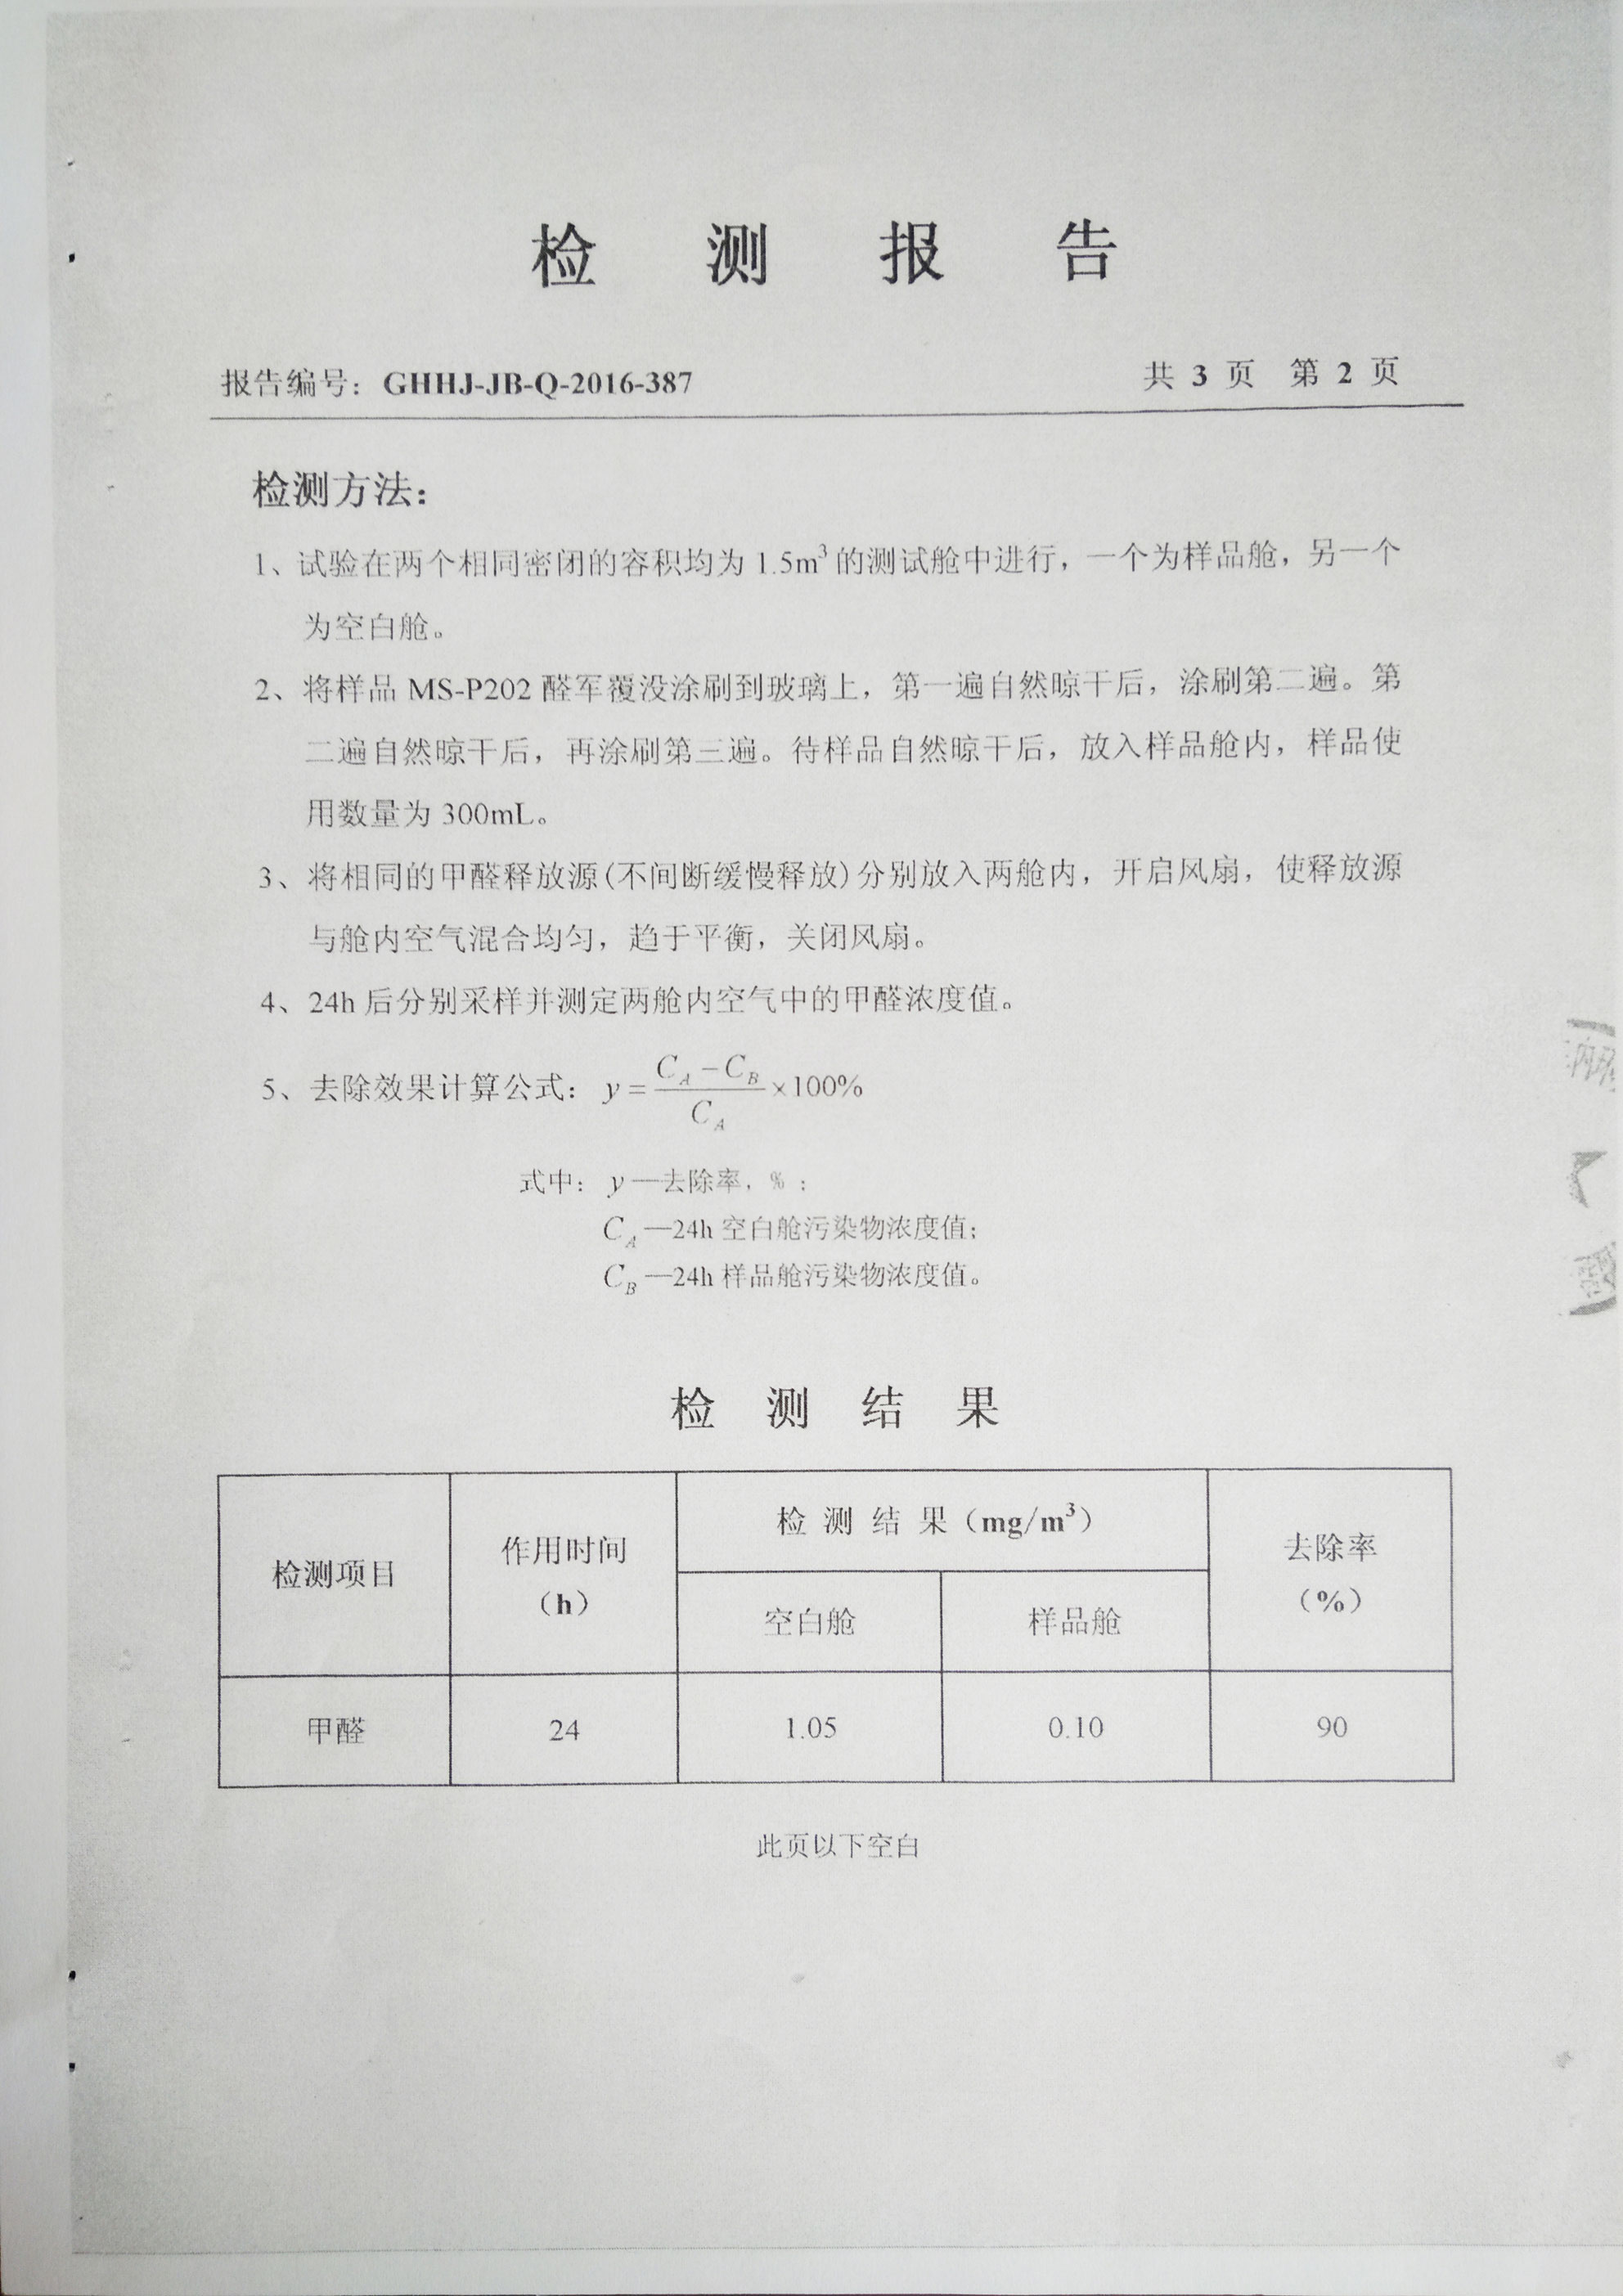 检测报告
报告编号：GHHJ-JB-Q-2016-387 共 3 页 第 2 页
检测方法：
1、试验在两个相同密闭的容积均为 1.5m³ 的测试舱中进行，一个为样品舱，另一个
为空白舱。
2、将样品 MS-P202 醛军覆没涂刷到玻璃上，第一遍自然晾干后，涂刷第二遍。第
二遍自然晾干后，再涂刷第三遍。待样品自然晾干后，放入样品舱内，样品使
用数量为 300mL。
3、将相同的甲醛释放源(不间断缓慢释放)分别放入两舱内，开启风扇，使释放源
与舱内空气混合均匀，趋于平衡，关闭风扇。
4、24h 后分别采样并测定两舱内空气中的甲醛浓度值。
5、去除效果计算公式：y = (C_A − C_B) / C_A ×100%
式中：y —去除率，%；
C_A —24h 空白舱污染物浓度值；
C_B —24h 样品舱污染物浓度值。
检测结果
检测项目 作用时间（h） 检测结果（mg/m³） 去除率（%）
空白舱 样品舱
甲醛 24 1.05 0.10 90
此页以下空白